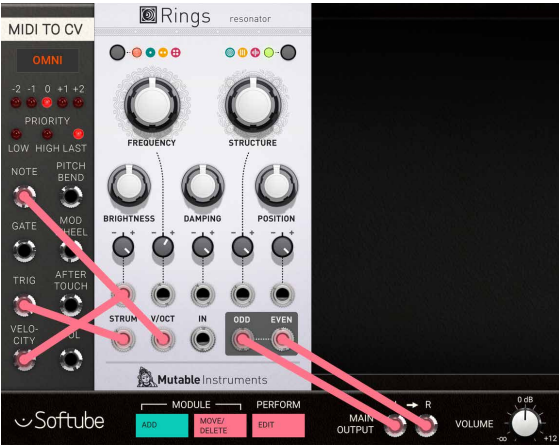 MIDI TO CV
OMNI
-2 -1 0 +1 +2
PRIORITY
LOW HIGH LAST
NOTE
PITCH
BEND
GATE
MOD
TRIG
AFTER
TOUCH
VELO-
CITY
Rings resonator
FREQUENCY STRUCTURE
BRIGHTNESS DAMPING POSITION
- + - + - + - + - +
STRUM V/OCT IN ODD EVEN
Mutable Instruments
Softube
MODULE PERFORM
ADD
MOVE/
DELETE
EDIT
MAIN
OUTPUT
R
VOLUME
0 dB
-∞ +12